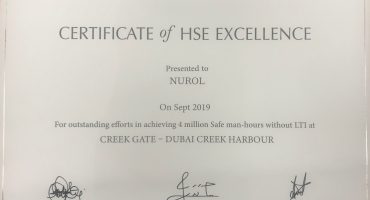 CERTIFICATE of HSE EXCELLENCE
Presented to
NUROL
On Sept 2019
For outstanding efforts in achieving 4 million Safe man-hours without LTI at
CREEK GATE – DUBAI CREEK HARBOUR